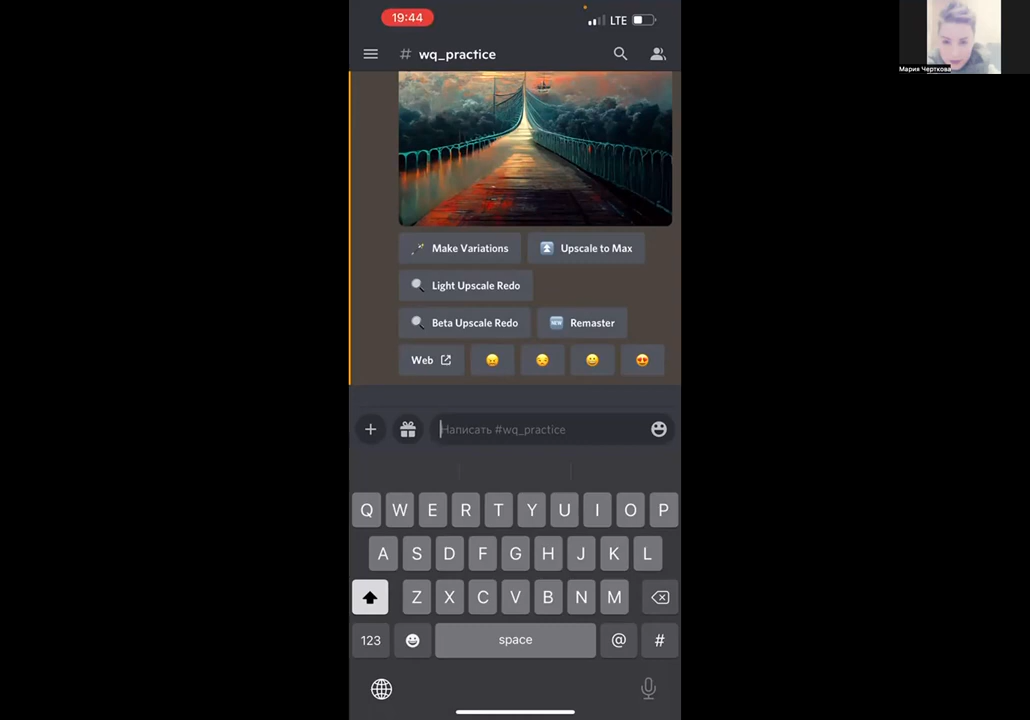 19:44
LTE
# wq_practice
Мария Черткова
Make Variations
Upscale to Max
Light Upscale Redo
Beta Upscale Redo
NEW
Remaster
Web
Написать #wq_practice
Q W E R T Y U I O P
A S D F G H J K L
Z X C V B N M
123
space
@
#